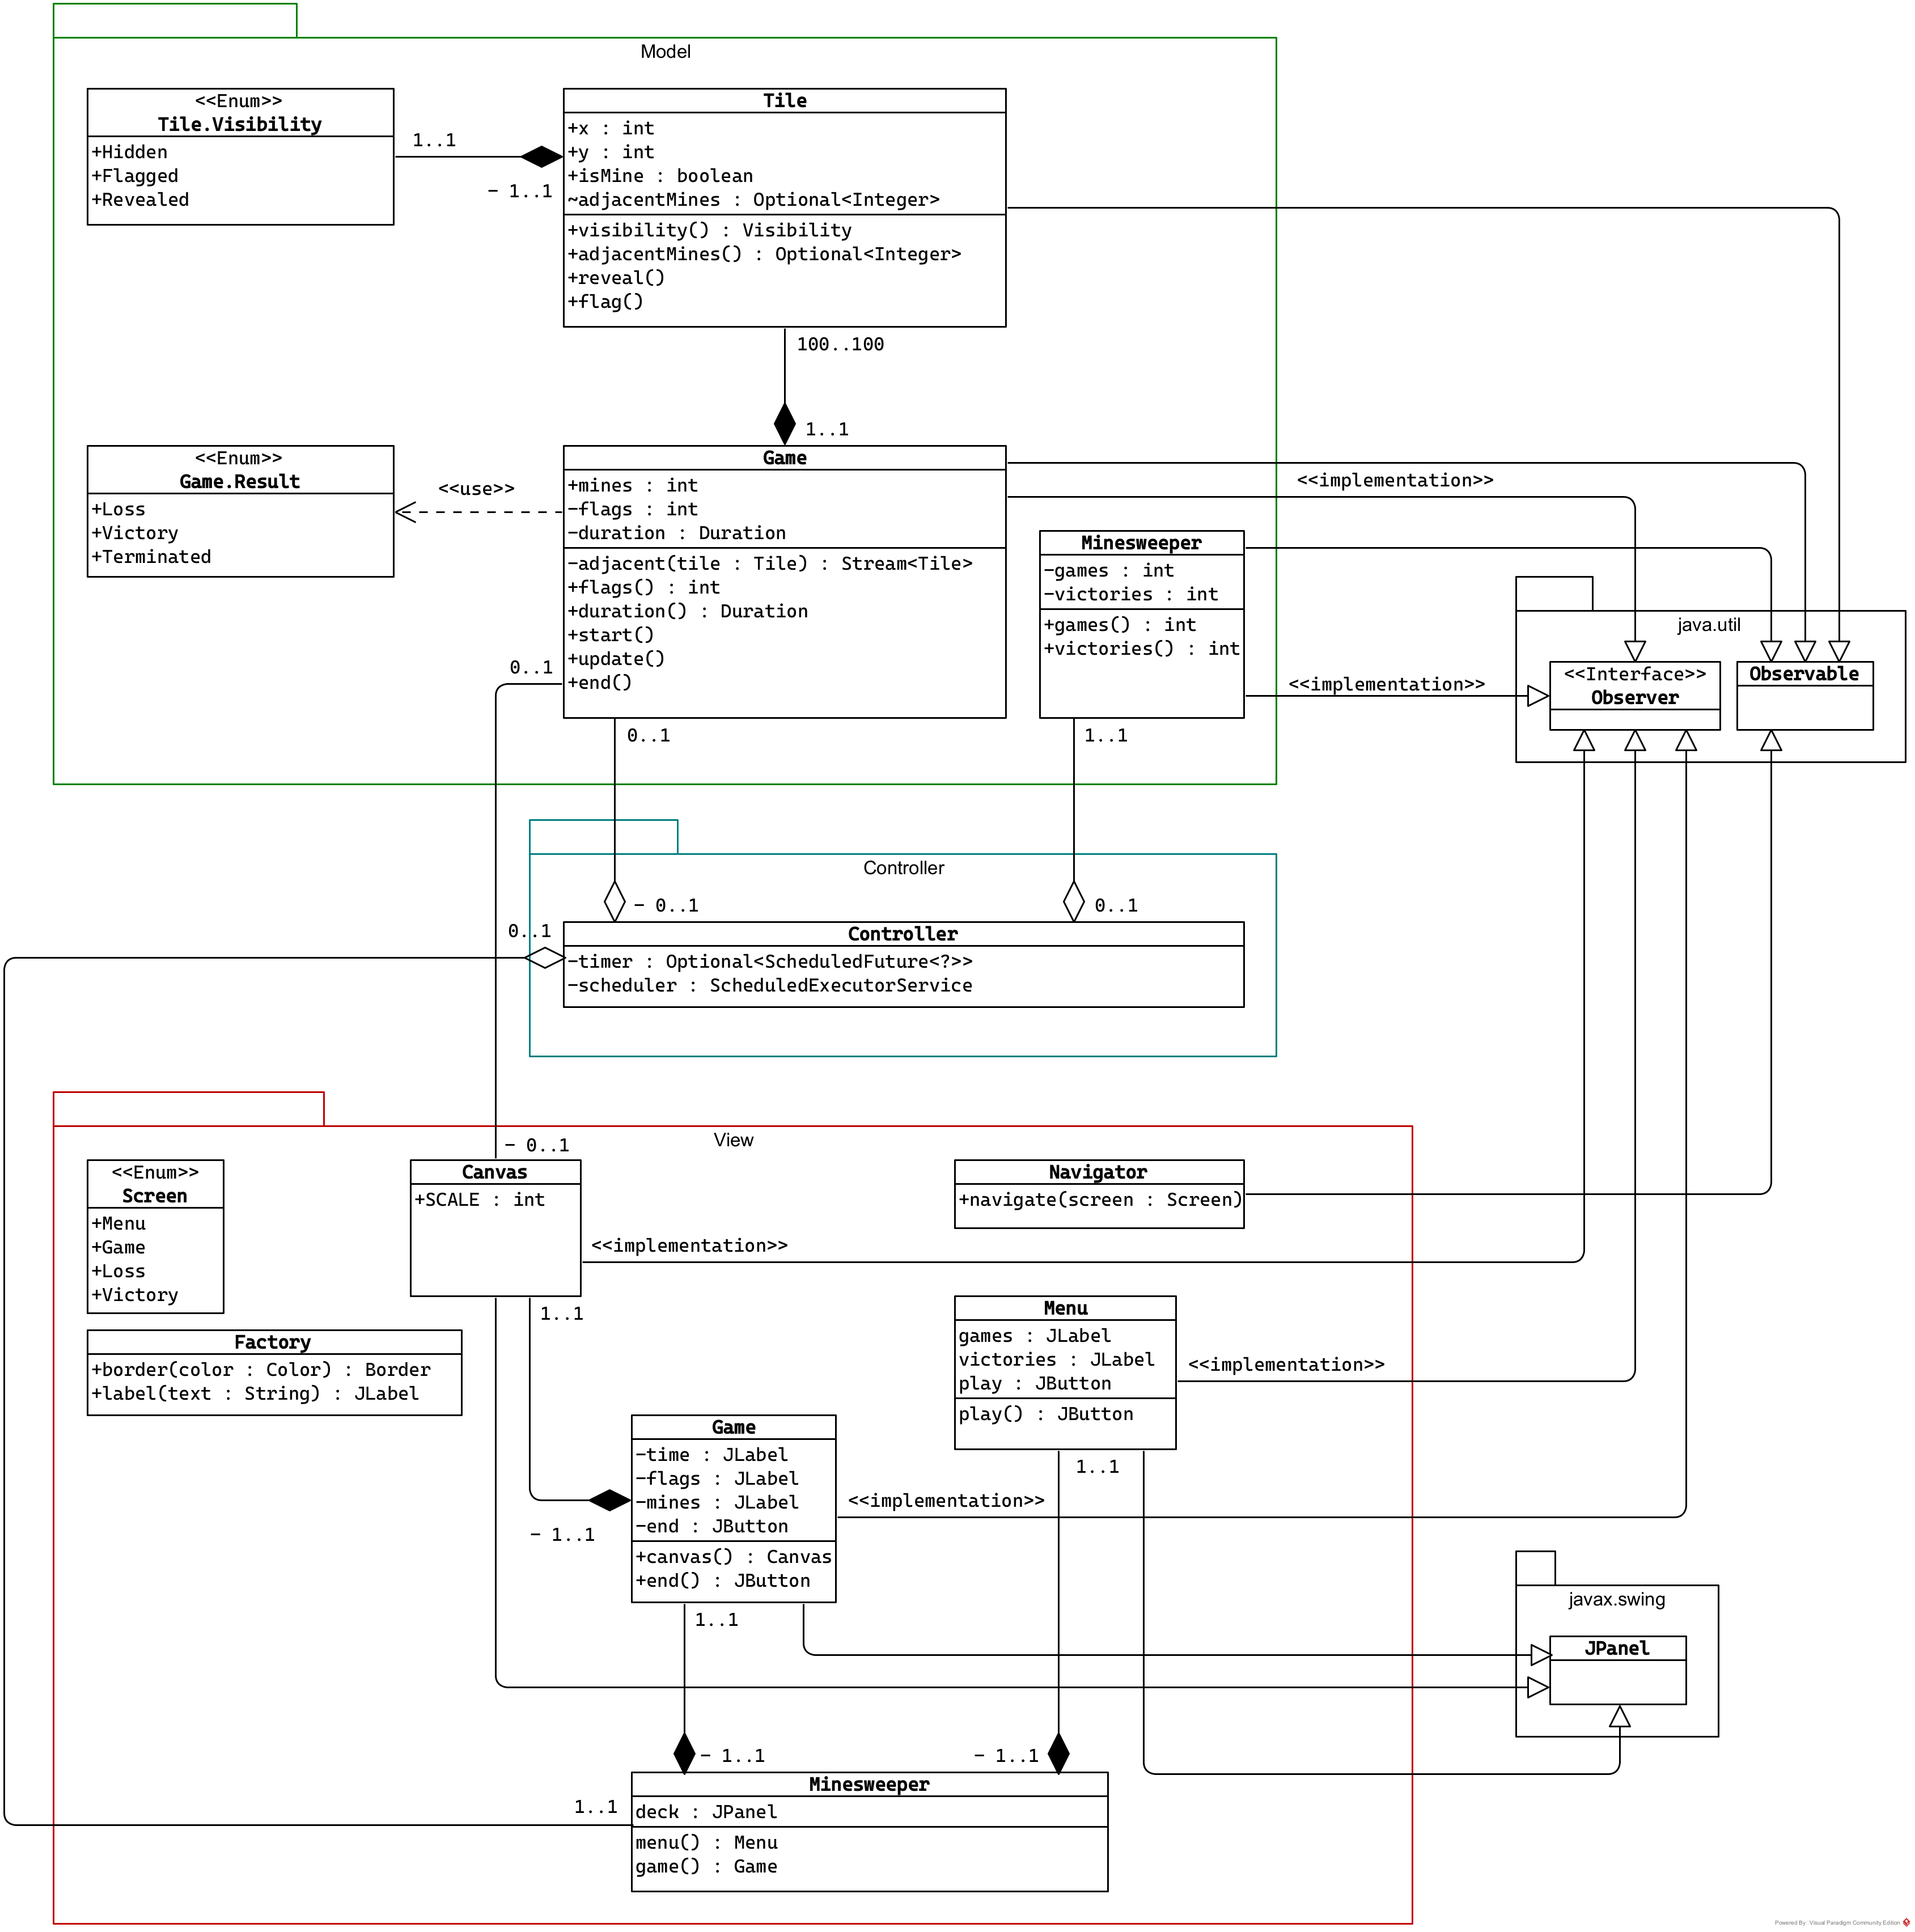 Model
<<Enum>>
Tile.Visibility
+Hidden
+Flagged
+Revealed
1..1
- 1..1
Tile
+x : int
+y : int
+isMine : boolean
~adjacentMines : Optional<Integer>
+visibility() : Visibility
+adjacentMines() : Optional<Integer>
+reveal()
+flag()
100..100
1..1
<<Enum>>
Game.Result
+Loss
+Victory
+Terminated
<<use>>
Game
+mines : int
-flags : int
-duration : Duration
-adjacent(tile : Tile) : Stream<Tile>
+flags() : int
+duration() : Duration
+start()
+update()
+end()
0..1
0..1
<<implementation>>
Minesweeper
-games : int
-victories : int
+games() : int
+victories() : int
1..1
<<implementation>>
java.util
<<Interface>>
Observer
Observable
Controller
- 0..1
0..1
0..1
Controller
-timer : Optional<ScheduledFuture<?>>
-scheduler : ScheduledExecutorService
View
- 0..1
<<Enum>>
Screen
+Menu
+Game
+Loss
+Victory
Canvas
+SCALE : int
<<implementation>>
1..1
Navigator
+navigate(screen : Screen)
Factory
+border(color : Color) : Border
+label(text : String) : JLabel
Menu
games : JLabel
victories : JLabel
play : JButton
play() : JButton
<<implementation>>
1..1
Game
-time : JLabel
-flags : JLabel
-mines : JLabel
-end : JButton
+canvas() : Canvas
+end() : JButton
<<implementation>>
- 1..1
1..1
javax.swing
JPanel
- 1..1
- 1..1
1..1
Minesweeper
deck : JPanel
menu() : Menu
game() : Game
Powered By: Visual Paradigm Community Edition